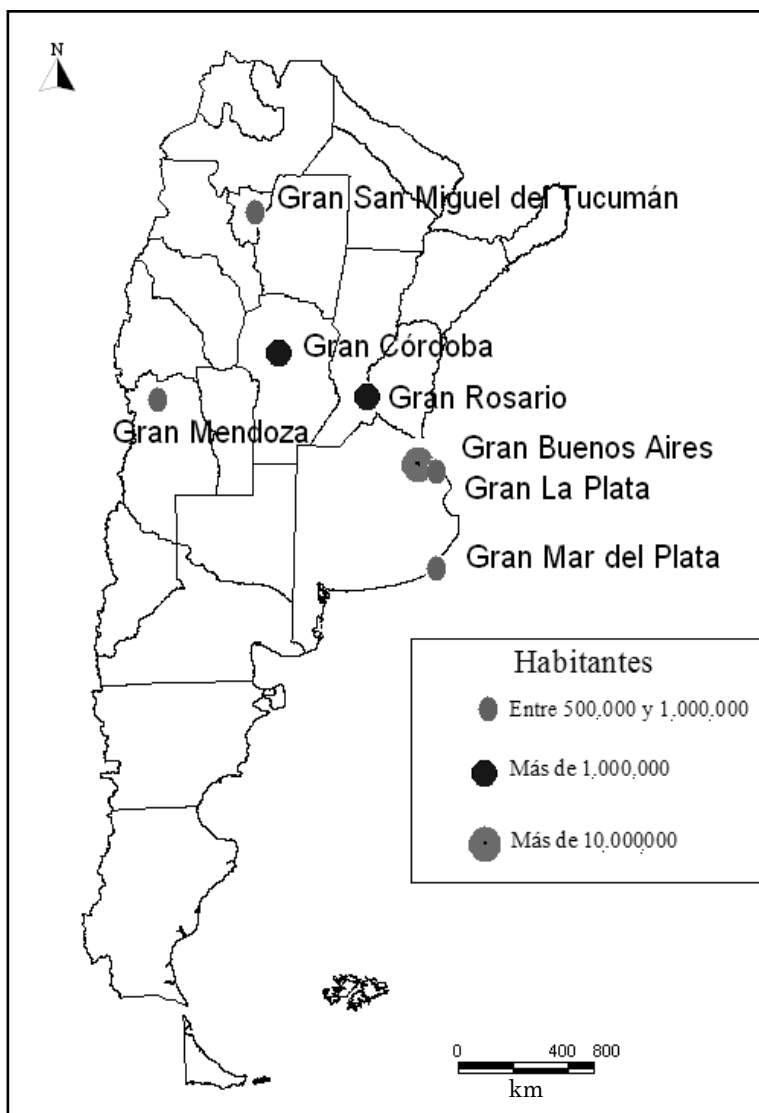 N
Gran San Miguel del Tucumán
Gran Córdoba
Gran Rosario
Gran Mendoza
Gran Buenos Aires
Gran La Plata
Gran Mar del Plata
Habitantes
Entre 500.000 y 1.000.000
Más de 1.000.000
Más de 10.000000
0 400 800
km